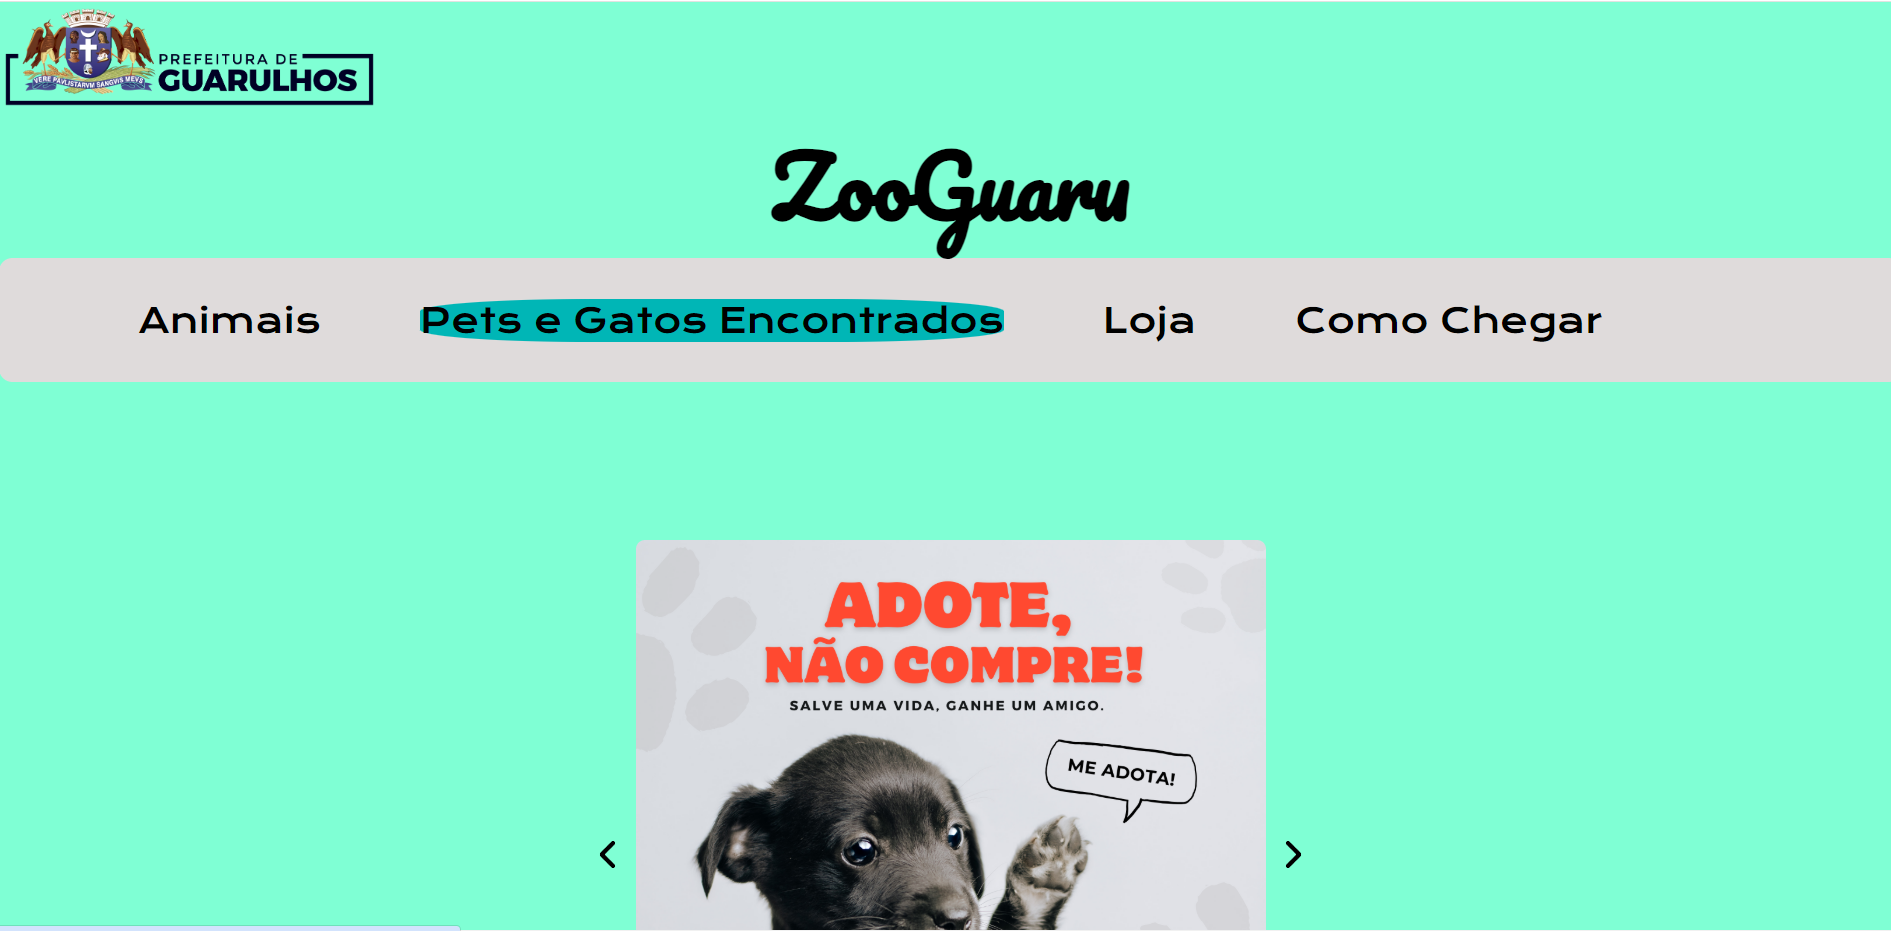 VERE PAVLISTARVM SANGVIS MEVS
PREFEITURA DE
GUARULHOS
ZooGuaru
Animais
Pets e Gatos Encontrados
Loja
Como Chegar
ADOTE,
NÃO COMPRE!
SALVE UMA VIDA, GANHE UM AMIGO.
ME ADOTA!